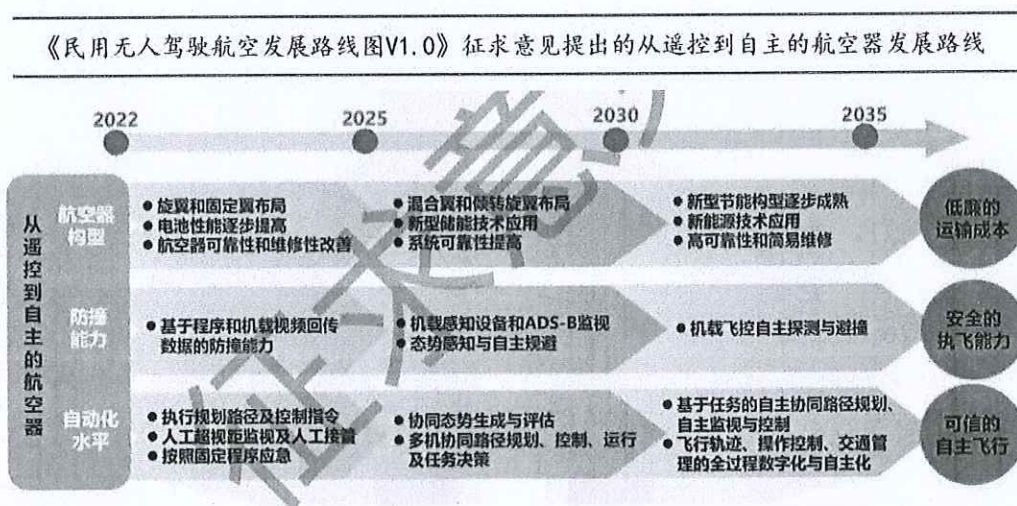 《民用无人驾驶航空发展路线图V1.0》征求意见提出的从遥控到自主的航空器发展路线
2022
2025
2030
2035
从遥控到自主的航空器
航空器
构型
●旋翼和固定翼布局
●电池性能逐步提高
●航空器可靠性和维修性改善
●混合翼和倾转旋翼布局
●新型储能技术应用
●系统可靠性提高
●新型节能构型逐步成熟
●新能源技术应用
●高可靠性和简易维修
低廉的
运输成本
防撞
能力
●基于程序和机载视频回传
数据的防撞能力
●机载感知设备和ADS-B监视
●态势感知与自主规避
●机载飞控自主探测与避撞
安全的
执飞能力
自动化
水平
●执行规划路径及控制指令
●人工超视距监视及人工接管
●按照固定程序应急
●协同态势生成与评估
●多机协同路径规划、控制、运行
及任务决策
●基于任务的自主协同路径规划、
自主监视与控制
●飞行轨迹、操作控制、交通管
理的全过程数字化与自主化
可信的
自主飞行
征求意